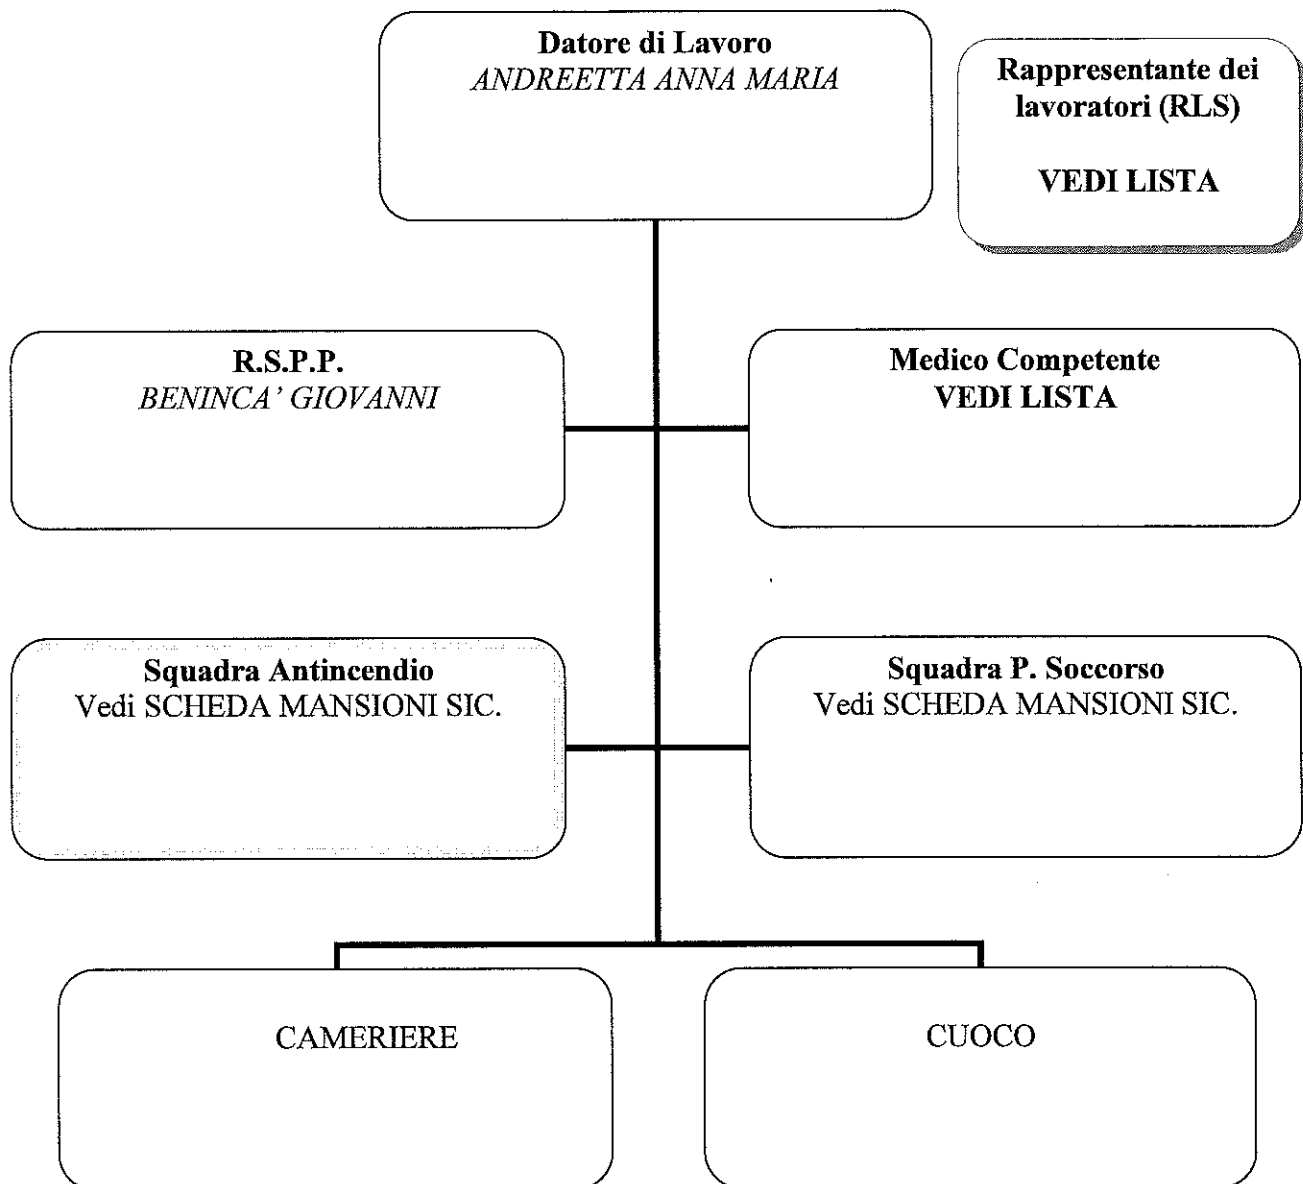 Datore di Lavoro
ANDREETTA ANNA MARIA
Rappresentante dei
lavoratori (RLS)
VEDI LISTA
R.S.P.P.
BENINCA' GIOVANNI
Medico Competente
VEDI LISTA
Squadra Antincendio
Vedi SCHEDA MANSIONI SIC.
Squadra P. Soccorso
Vedi SCHEDA MANSIONI SIC.
CAMERIERE
CUOCO